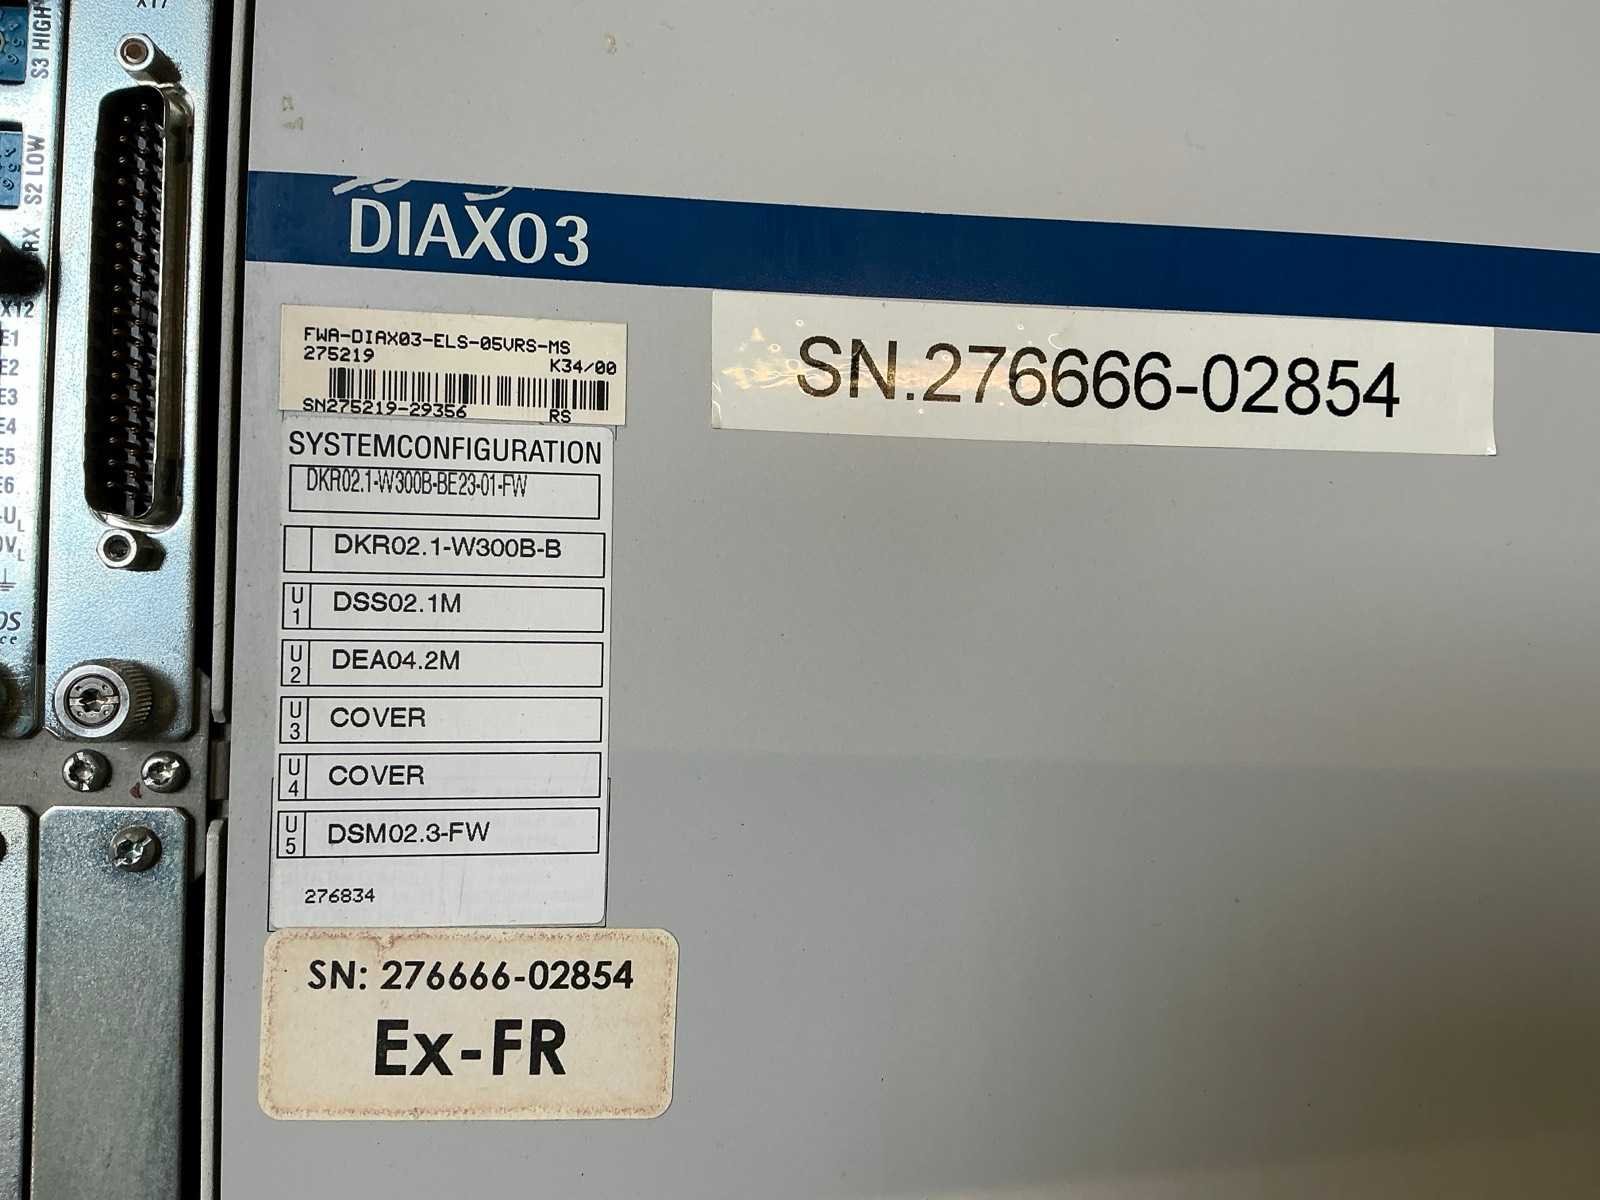 X17
S3 HIGH
S2 LOW
RX
X12
E1
E2
E3
E4
E5
E6
DIAX03
FWA-DIAX03-ELS-05VRS-MS
275219
K34/00
SN275219-29356 RS
SN.276666-02854
SYSTEMCONFIGURATION
DKR02.1-W300B-BE23-01-FW
DKR02.1-W300B-B
U1 DSS02.1M
U2 DEA04.2M
U3 COVER
U4 COVER
U5 DSM02.3-FW
276834
SN: 276666-02854
Ex-FR